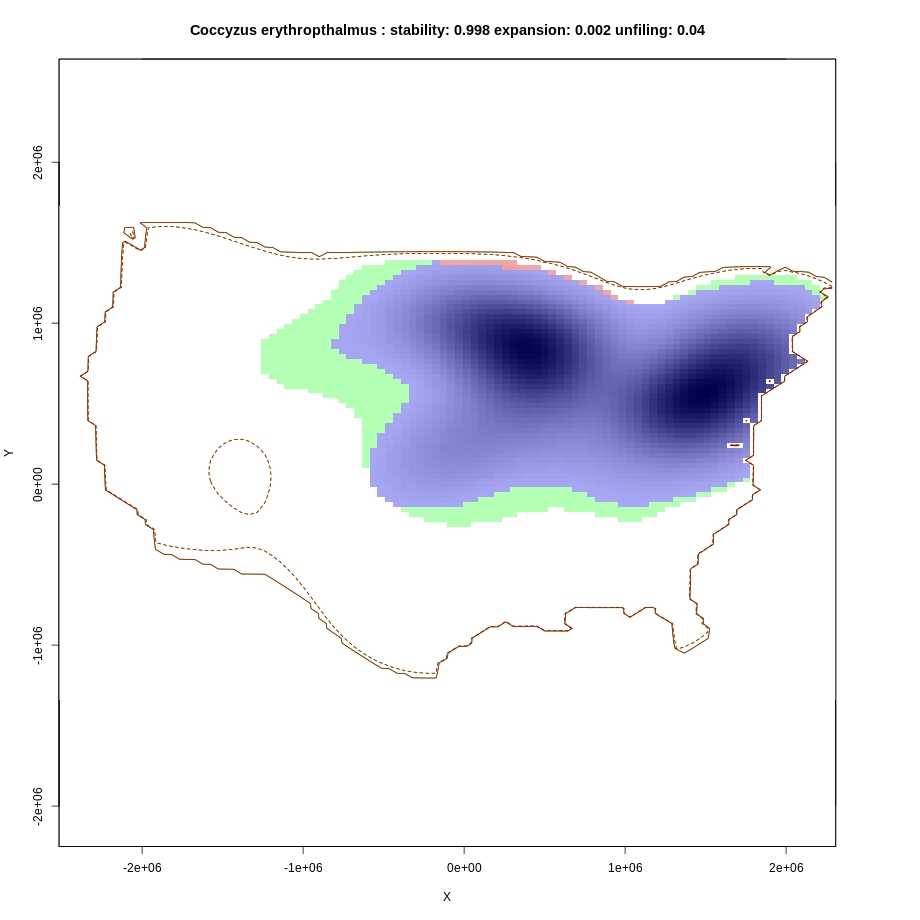 Coccyzus erythropthalmus : stability: 0.998 expansion: 0.002 unfiling: 0.04
2e+06
1e+06
0e+00
-1e+06
-2e+06
Y
-2e+06 -1e+06 0e+00 1e+06 2e+06
X